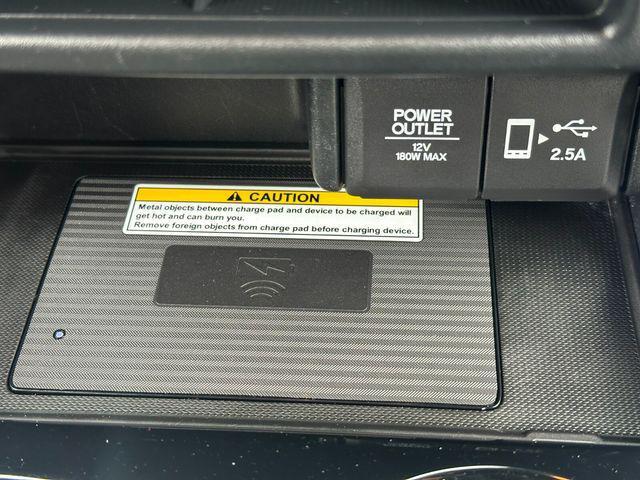 POWER
OUTLET
12V
180W MAX
2.5A
CAUTION
Metal objects between charge pad and device to be charged will
get hot and can burn you.
Remove foreign objects from charge pad before charging device.